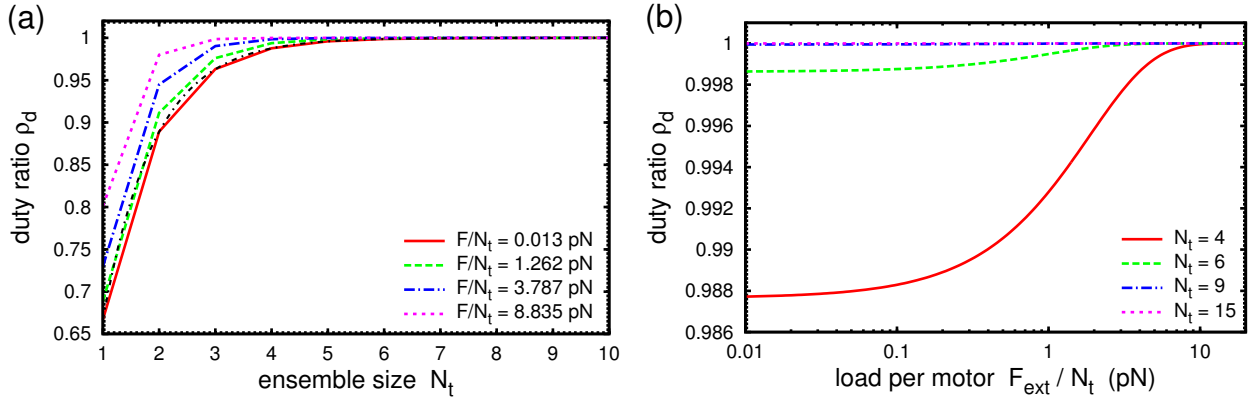 (a)
duty ratio ρd
1
0.95
0.9
0.85
0.8
0.75
0.7
0.65
1 2 3 4 5 6 7 8 9 10
ensemble size Nt
F/Nt = 0.013 pN
F/Nt = 1.262 pN
F/Nt = 3.787 pN
F/Nt = 8.835 pN
(b)
duty ratio ρd
1
0.998
0.996
0.994
0.992
0.99
0.988
0.986
0.01 0.1 1 10
load per motor Fext / Nt (pN)
Nt = 4
Nt = 6
Nt = 9
Nt = 15